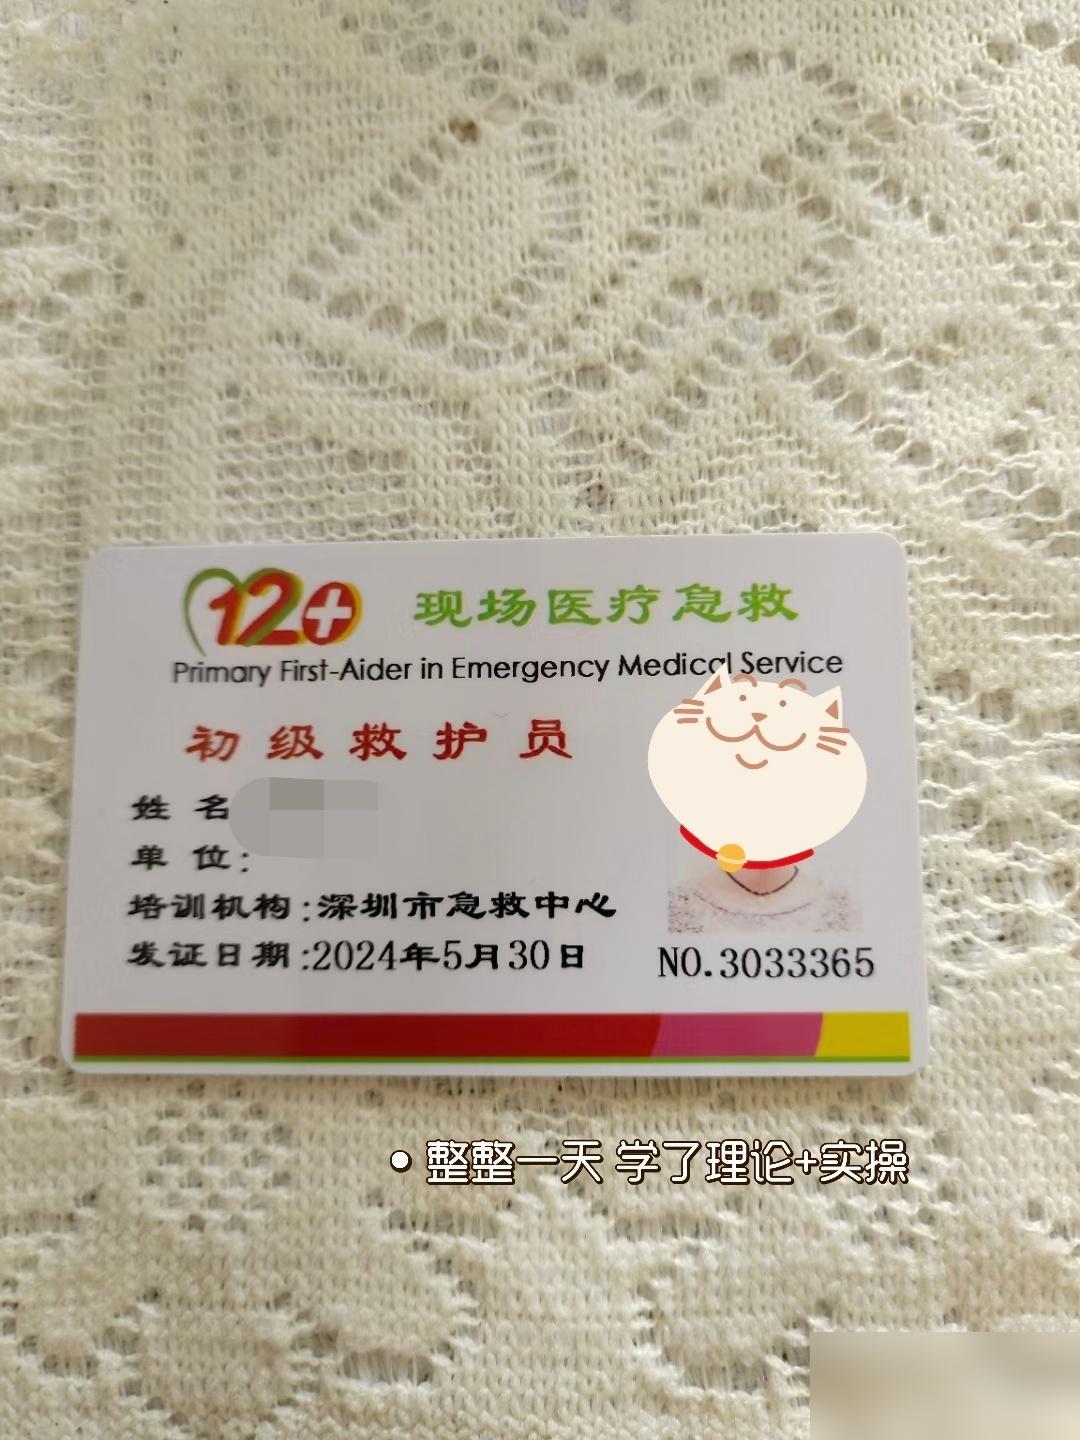 120 现场医疗急救
Primary First-Aider in Emergency Medical Service
初级救护员
姓 名
单 位:
培训机构:深圳市急救中心
发证日期:2024年5月30日
NO.3033365
• 整整一天 学了理论+实操